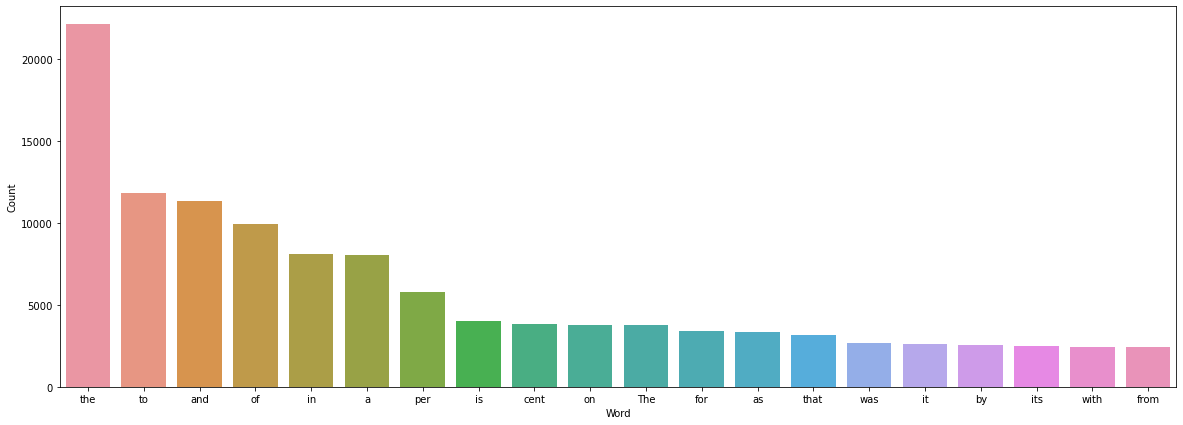 20000
15000
10000
5000
0
Count
the to and of in a per is cent on The for as that was it by its with from
Word